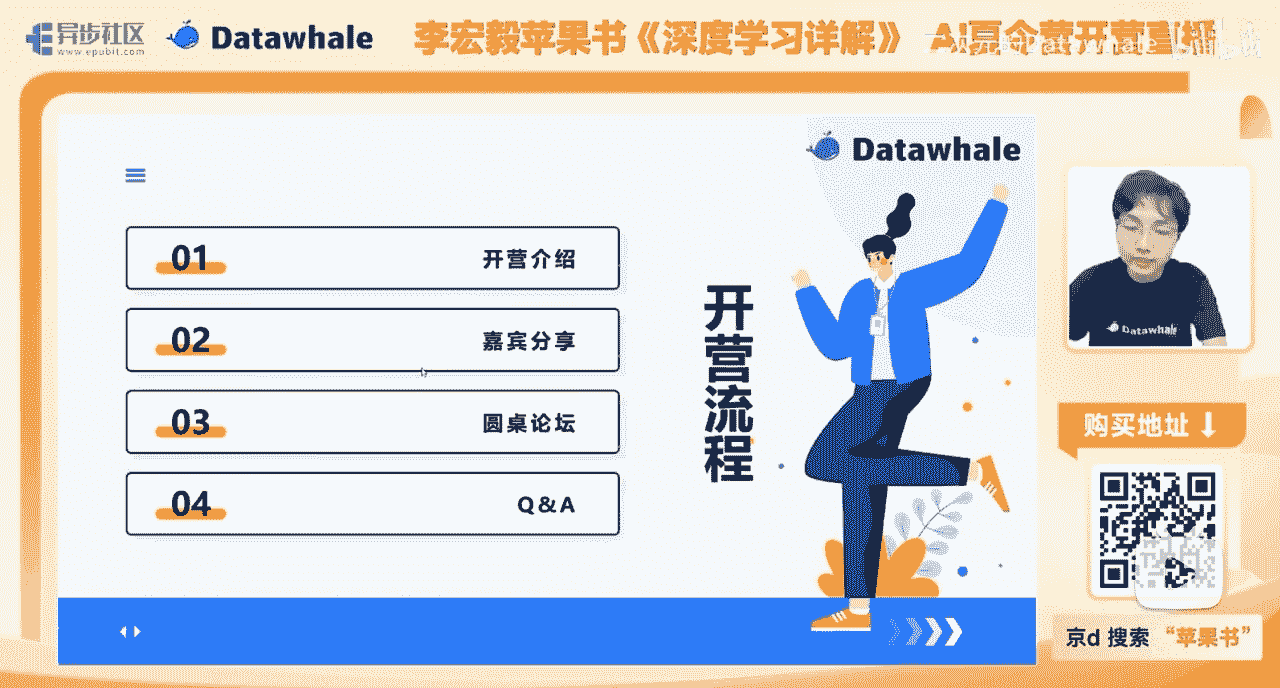 异步社区
www.epubit.com
Datawhale
李宏毅苹果书《深度学习详解》 AI夏令营开营直播
Datawhale
01 开营介绍
02 嘉宾分享
03 圆桌论坛
04 Q&A
开营流程
Datawhale
购买地址↓
京d 搜索 “苹果书”